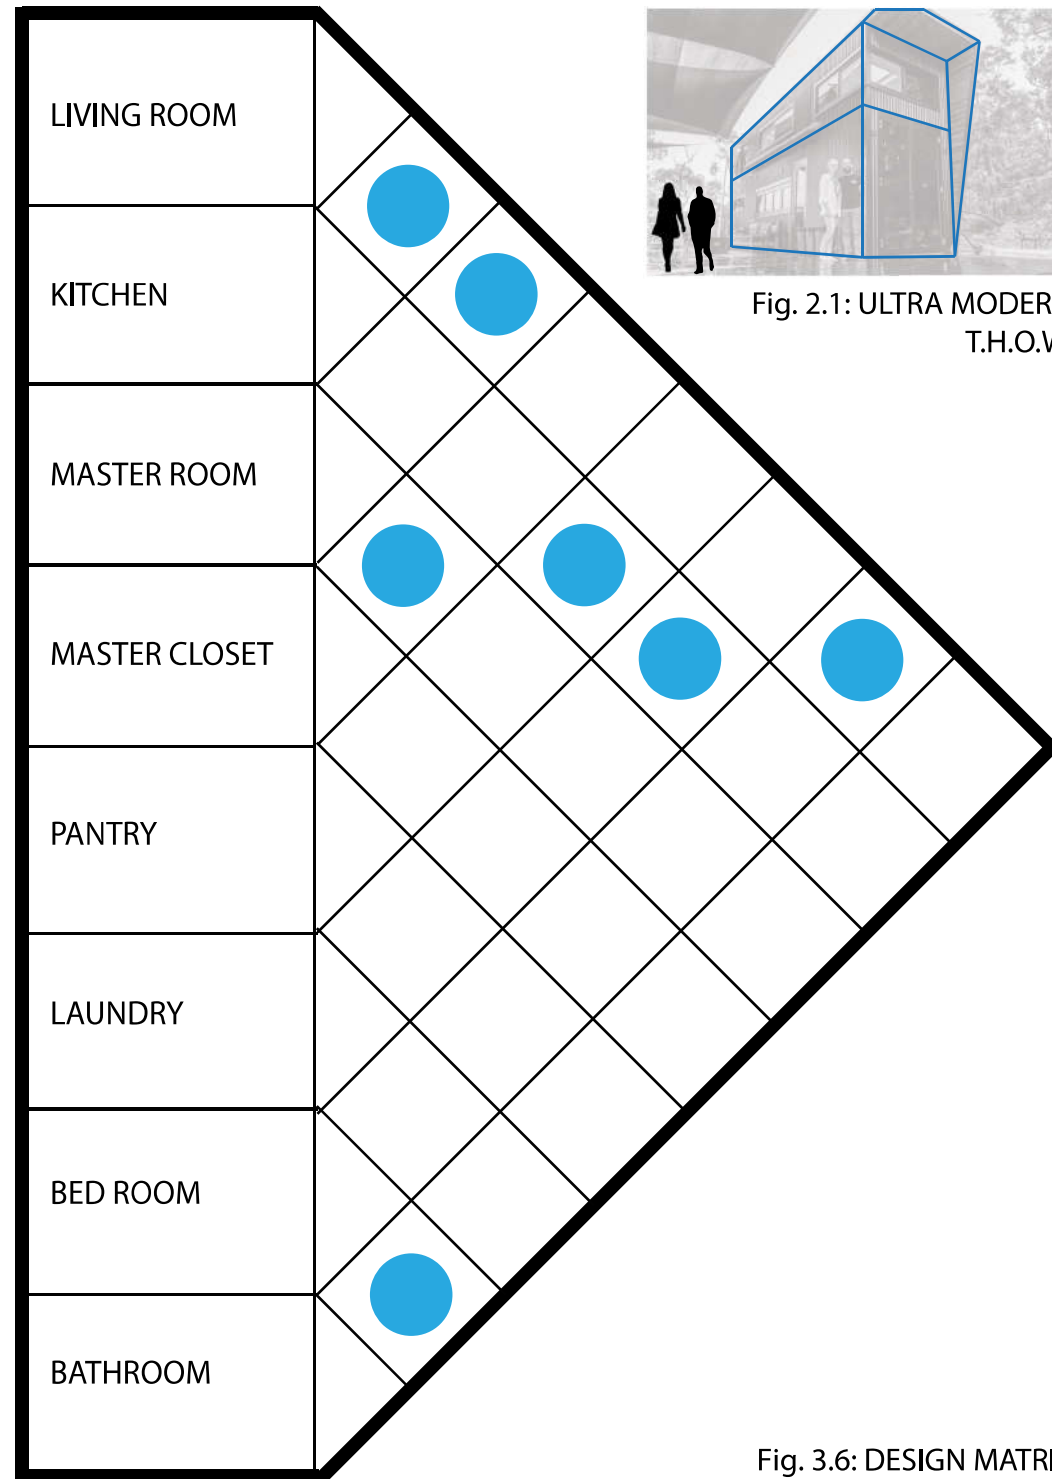 LIVING ROOM
KITCHEN
MASTER ROOM
MASTER CLOSET
PANTRY
LAUNDRY
BED ROOM
BATHROOM
Fig. 2.1: ULTRA MODER
T.H.O.W
Fig. 3.6: DESIGN MATRI